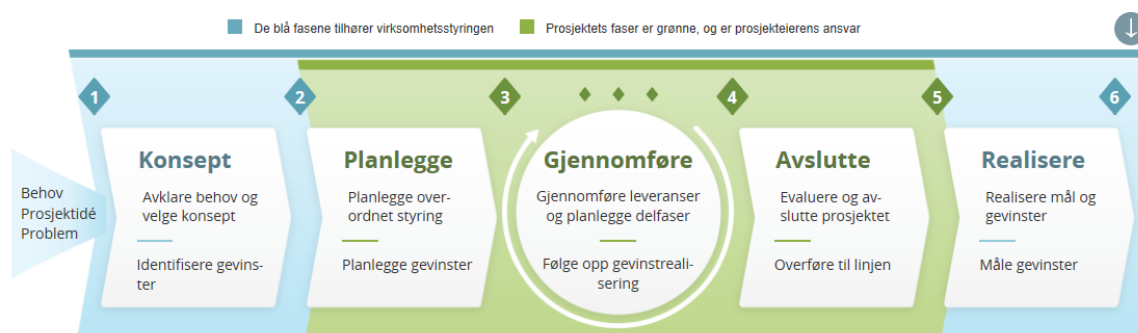 De blå fasene tilhører virksomhetsstyringen
Prosjektets faser er grønne, og er prosjekteierens ansvar
1
2
3
4
5
6
Behov
Prosjektidé
Problem
Konsept
Avklare behov og
velge konsept
Identifisere gevins-
ter
Planlegge
Planlegge over-
ordnet styring
Planlegge gevinster
Gjennomføre
Gjennomføre leveranser
og planlegge delfaser
Følge opp gevinstreali-
sering
Avslutte
Evaluere og av-
slutte prosjektet
Overføre til linjen
Realisere
Realisere mål og
gevinster
Måle gevinster